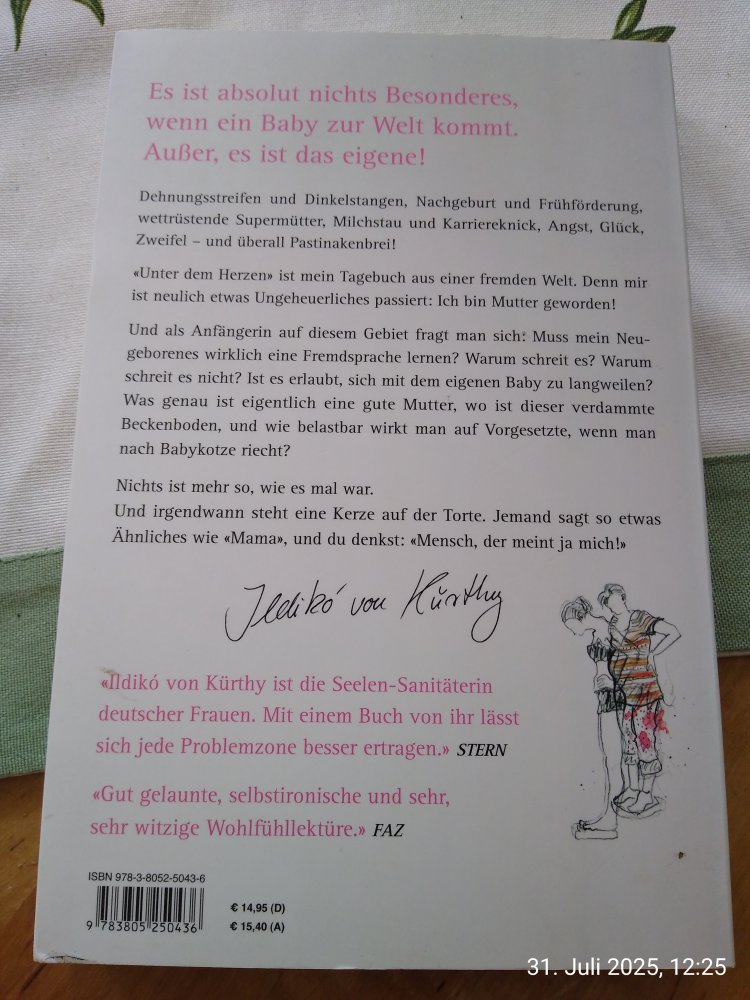 Es ist absolut nichts Besonderes,
wenn ein Baby zur Welt kommt.
Außer, es ist das eigene!
Dehnungsstreifen und Dinkelstangen, Nachgeburt und Frühförderung,
wettrüstende Supermütter, Milchstau und Karriereknick, Angst, Glück,
Zweifel – und überall Pastinakenbrei!
«Unter dem Herzen» ist mein Tagebuch aus einer fremden Welt. Denn mir
ist neulich etwas Ungeheuerliches passiert: Ich bin Mutter geworden!
Und als Anfängerin auf diesem Gebiet fragt man sich: Muss mein Neu-
geborenes wirklich eine Fremdsprache lernen? Warum schreit es? Warum
schreit es nicht? Ist es erlaubt, sich mit dem eigenen Baby zu langweilen?
Was genau ist eigentlich eine gute Mutter, wo ist dieser verdammte
Beckenboden, und wie belastbar wirkt man auf Vorgesetzte, wenn man
nach Babykotze riecht?
Nichts ist mehr so, wie es mal war.
Und irgendwann steht eine Kerze auf der Torte. Jemand sagt so etwas
Ähnliches wie «Mama», und du denkst: «Mensch, der meint ja mich!»
Ildikó von Kürthy
«Ildikó von Kürthy ist die Seelen-Sanitäterin
deutscher Frauen. Mit einem Buch von ihr lässt
sich jede Problemzone besser ertragen.» STERN
«Gut gelaunte, selbstironische und sehr,
sehr witzige Wohlfühllektüre.» FAZ
ISBN 978-3-8052-5043-6
9 783805 250436
€ 14,95 (D)
€ 15,40 (A)
31. Juli 2025, 12:25